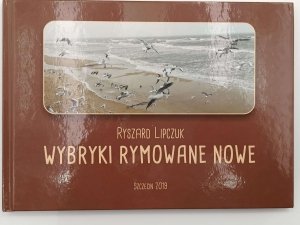 Ryszard Lipczuk
WYBRYKI RYMOWANE NOWE
Szczecin 2019